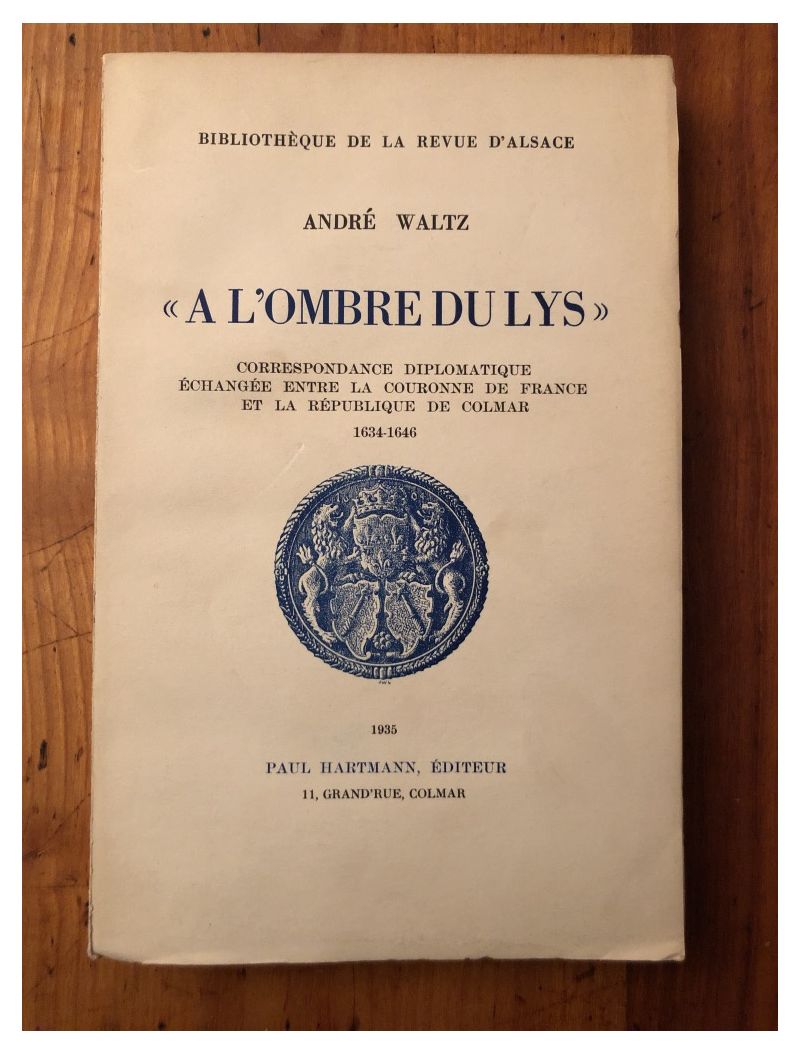 BIBLIOTHÈQUE DE LA REVUE D'ALSACE
ANDRÉ WALTZ
« A L'OMBRE DU LYS »
CORRESPONDANCE DIPLOMATIQUE
ÉCHANGÉE ENTRE LA COURONNE DE FRANCE
ET LA RÉPUBLIQUE DE COLMAR
1634-1646
1935
PAUL HARTMANN, ÉDITEUR
11, GRAND'RUE, COLMAR